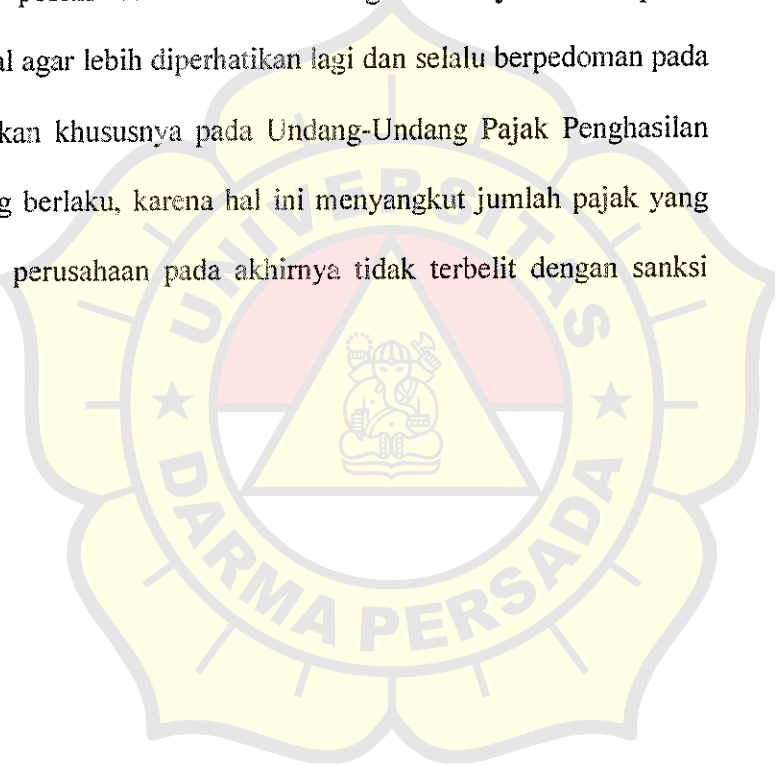 al agar lebih diperhatikan lagi dan selalu berpedoman pada
kan khususnya pada Undang-Undang Pajak Penghasilan
g berlaku, karena hal ini menyangkut jumlah pajak yang
perusahaan pada akhirnya tidak terbelit dengan sanksi
UNIVERSITAS
DARMA PERSADA